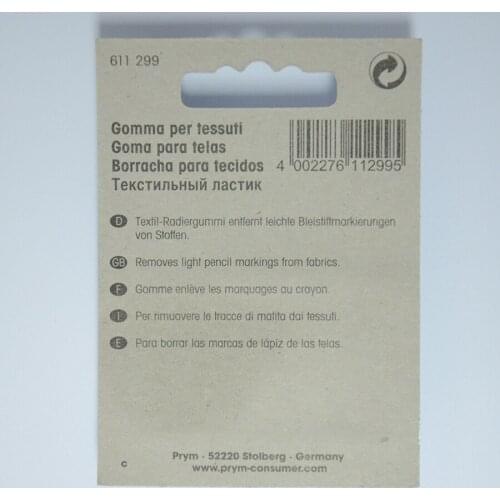 611 299
Gomma per tessuti
Goma para telas
Borracha para tecidos
Текстильный ластик
4 002276 112995
D Textil-Radiergummi entfernt leichte Bleistiftmarkierungen
von Stoffen.
GB Removes light pencil markings from fabrics.
F Gomme enlève les marquages au crayon.
I Per rimuovere le tracce di matita dai tessuti.
E Para borrar las marcas de lápiz de las telas.
C
Prym - 52220 Stolberg - Germany
www.prym-consumer.com